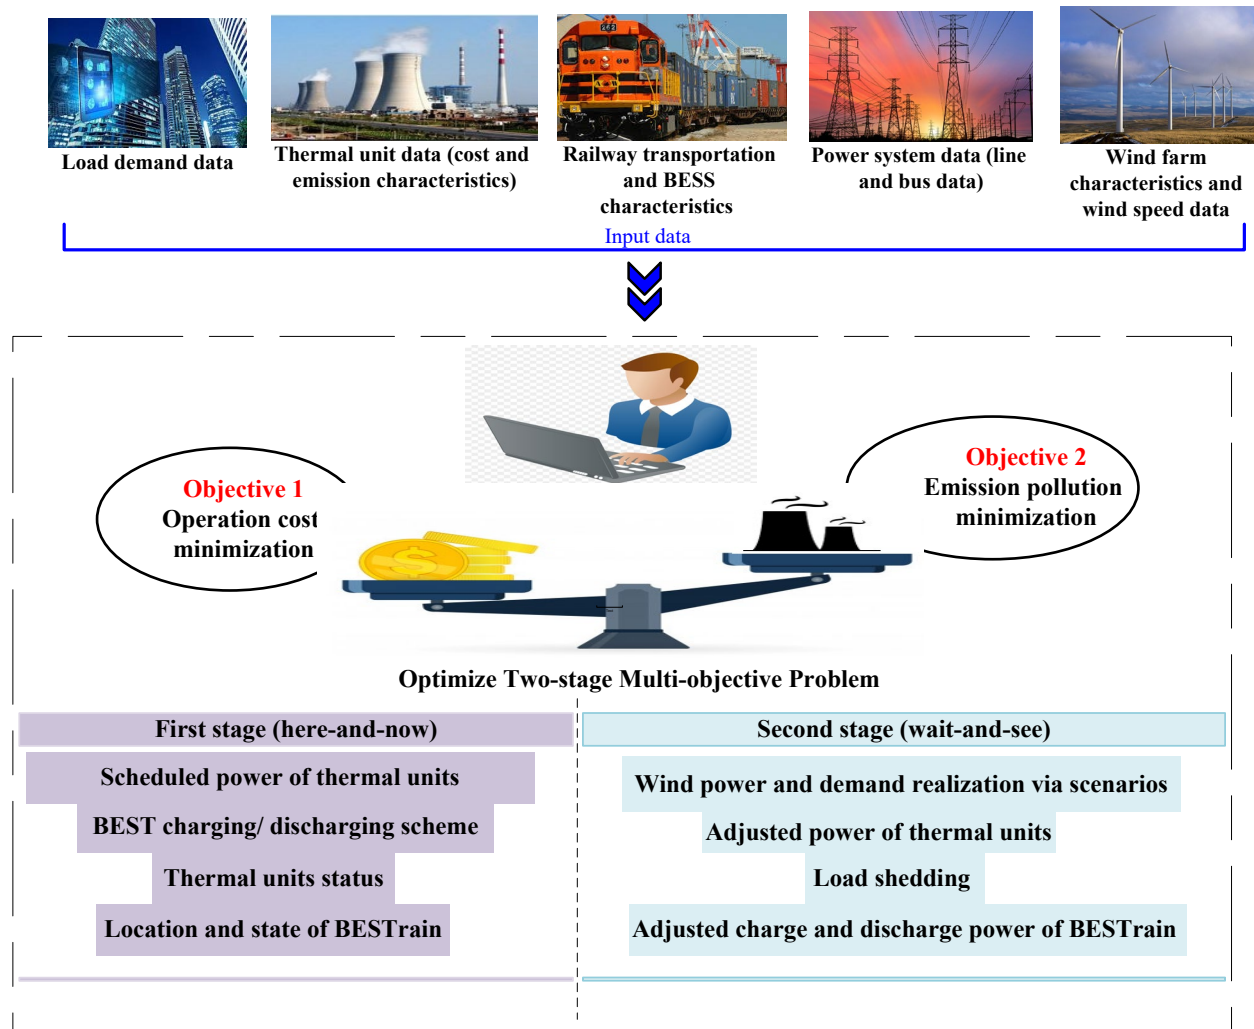 Load demand data
Thermal unit data (cost and
emission characteristics)
Railway transportation
and BESS
characteristics
Power system data (line
and bus data)
Wind farm
characteristics and
wind speed data
Input data
Objective 1
Operation cost
minimization
Objective 2
Emission pollution
minimization
Optimize Two-stage Multi-objective Problem
First stage (here-and-now)
Scheduled power of thermal units
BEST charging/ discharging scheme
Thermal units status
Location and state of BESTrain
Second stage (wait-and-see)
Wind power and demand realization via scenarios
Adjusted power of thermal units
Load shedding
Adjusted charge and discharge power of BESTrain